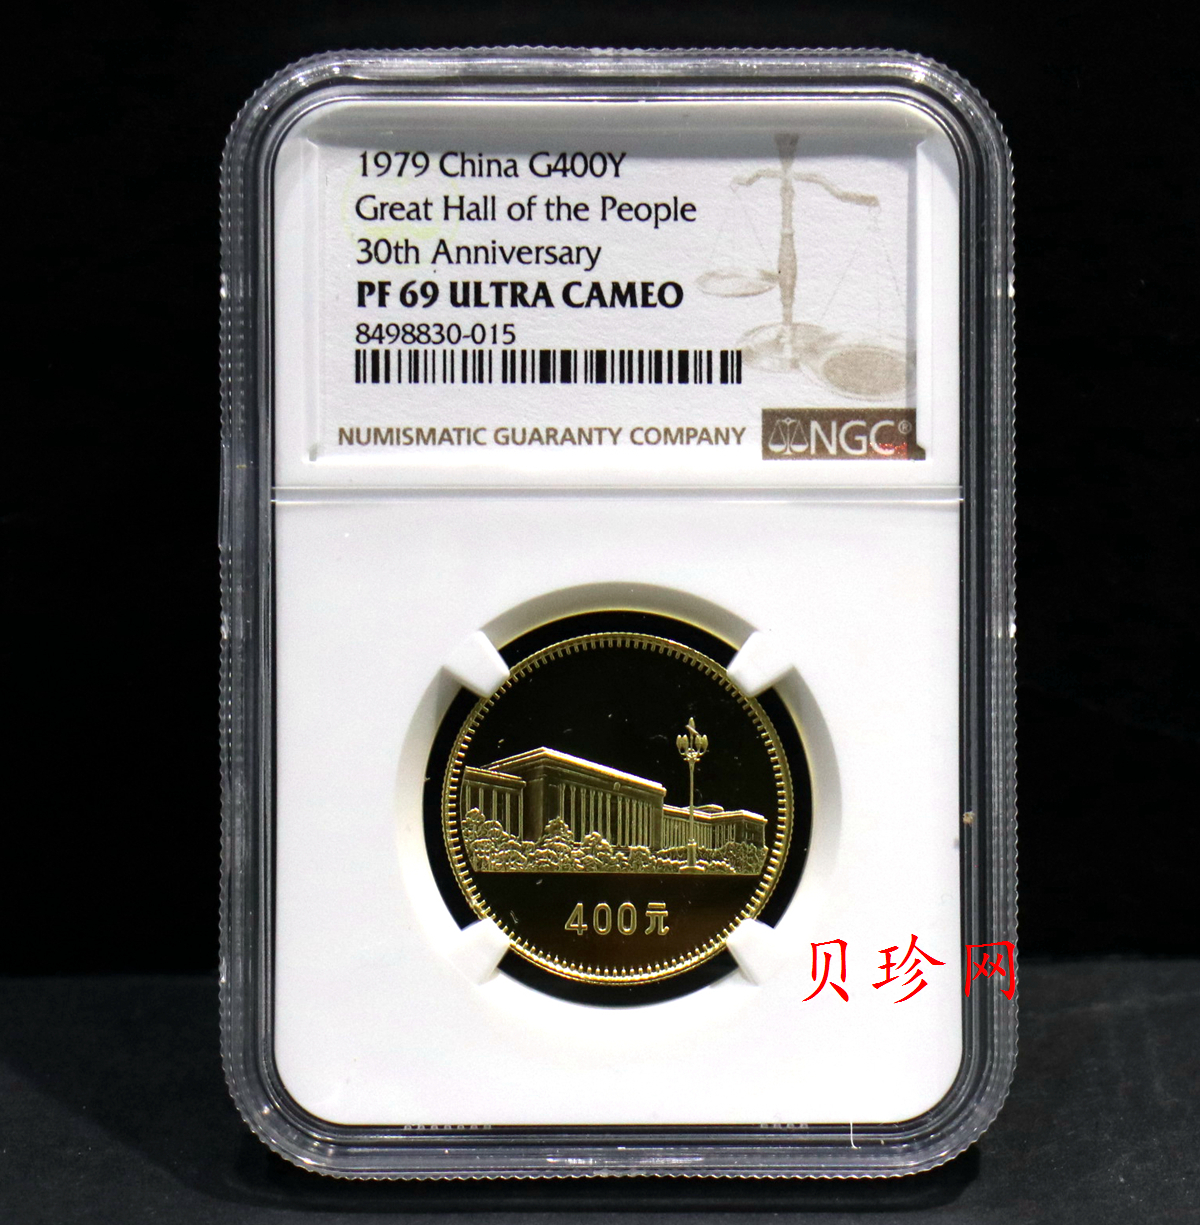 1979 China G400Y
Great Hall of the People
30th Anniversary
PF 69 ULTRA CAMEO
8498830-015
NUMISMATIC GUARANTY COMPANY NGC®
400元
贝珍网